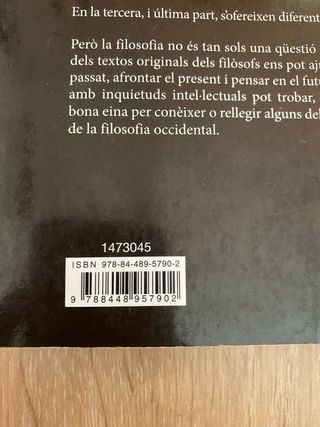 En la tercera, i última part, s'ofereixen diferent
Però la filosofia no és tan sols una qüestió
dels textos originals dels filòsofs ens pot aju
passat, afrontar el present i pensar en el futu
amb inquietuds intel·lectuals pot trobar,
bona eina per conèixer o rellegir alguns del
de la filosofia occidental.
1473045
ISBN 978-84-489-5790-2
9 788448 957902